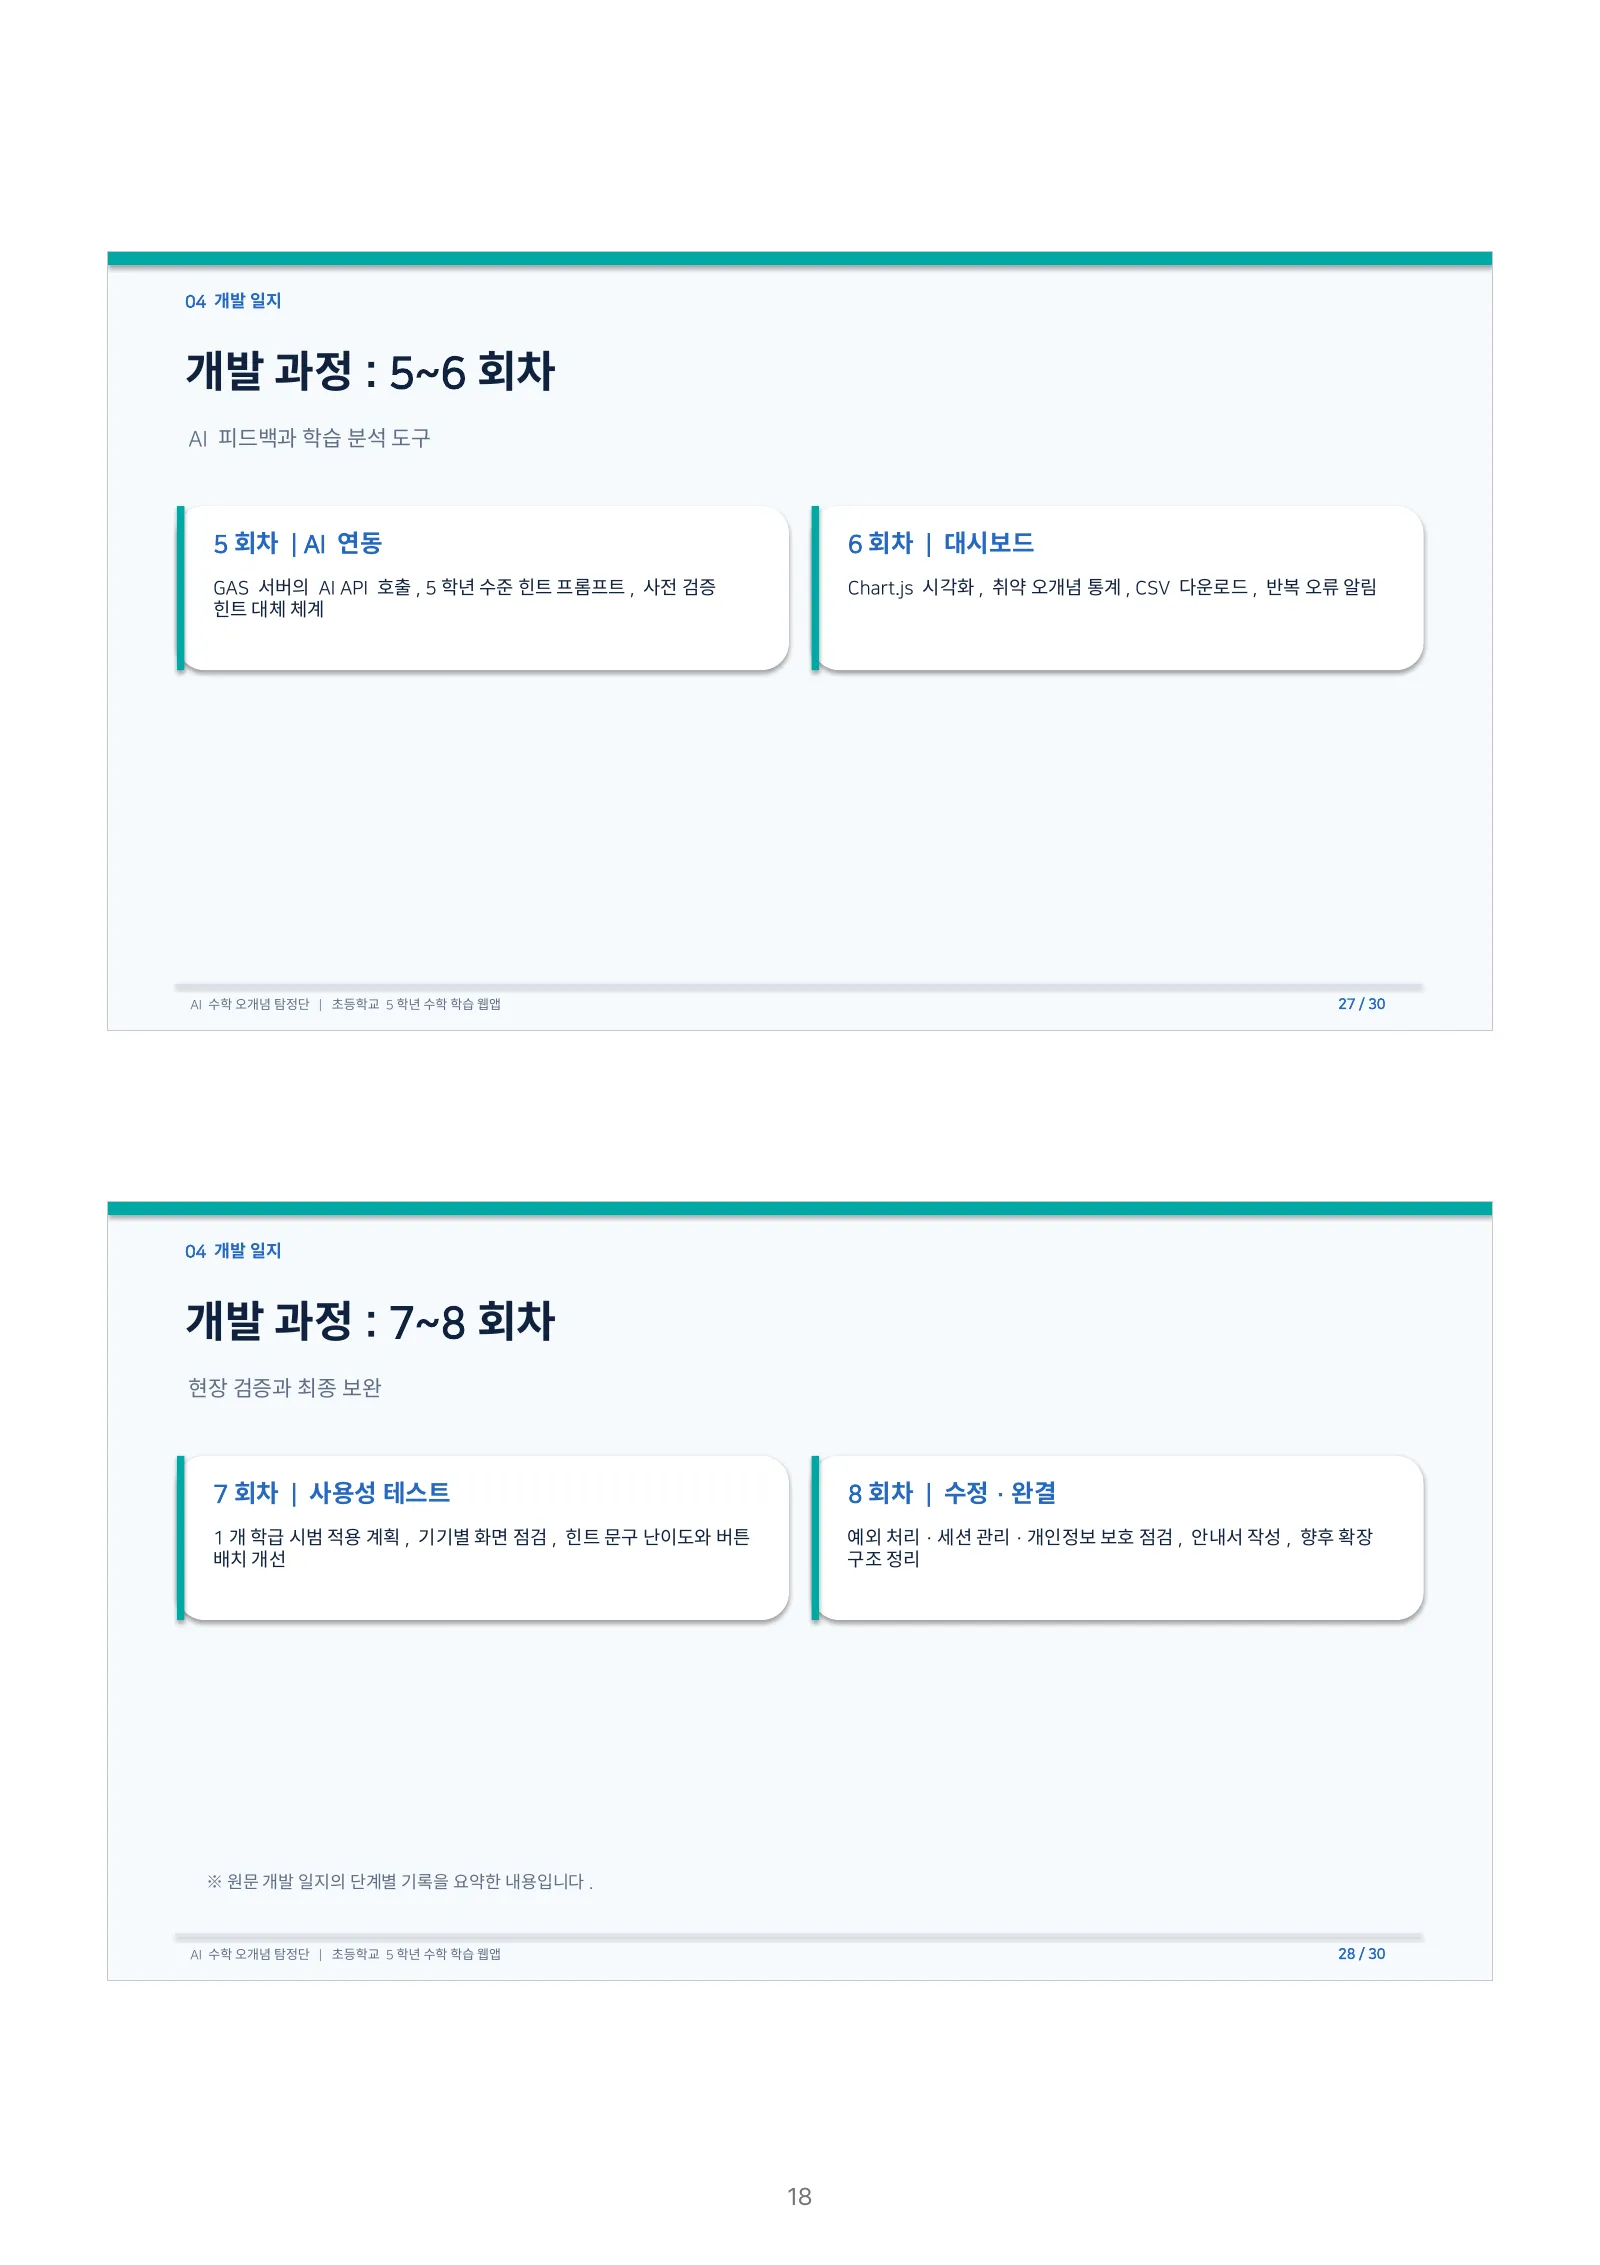 04 개발 일지
개발 과정 : 5~6 회차
AI 피드백과 학습 분석 도구
5 회차 | AI 연동
GAS 서버의 AI API 호출 , 5 학년 수준 힌트 프롬프트 , 사전 검증
힌트 대체 체계
6 회차 | 대시보드
Chart.js 시각화 , 취약 오개념 통계 , CSV 다운로드 , 반복 오류 알림
AI 수학 오개념 탐정단 | 초등학교 5 학년 수학 학습 웹앱
27 / 30
04 개발 일지
개발 과정 : 7~8 회차
현장 검증과 최종 보완
7 회차 | 사용성 테스트
1 개 학급 시범 적용 계획 , 기기별 화면 점검 , 힌트 문구 난이도와 버튼
배치 개선
8 회차 | 수정 · 완결
예외 처리 · 세션 관리 · 개인정보 보호 점검 , 안내서 작성 , 향후 확장
구조 정리
※ 원문 개발 일지의 단계별 기록을 요약한 내용입니다 .
AI 수학 오개념 탐정단 | 초등학교 5 학년 수학 학습 웹앱
28 / 30
18